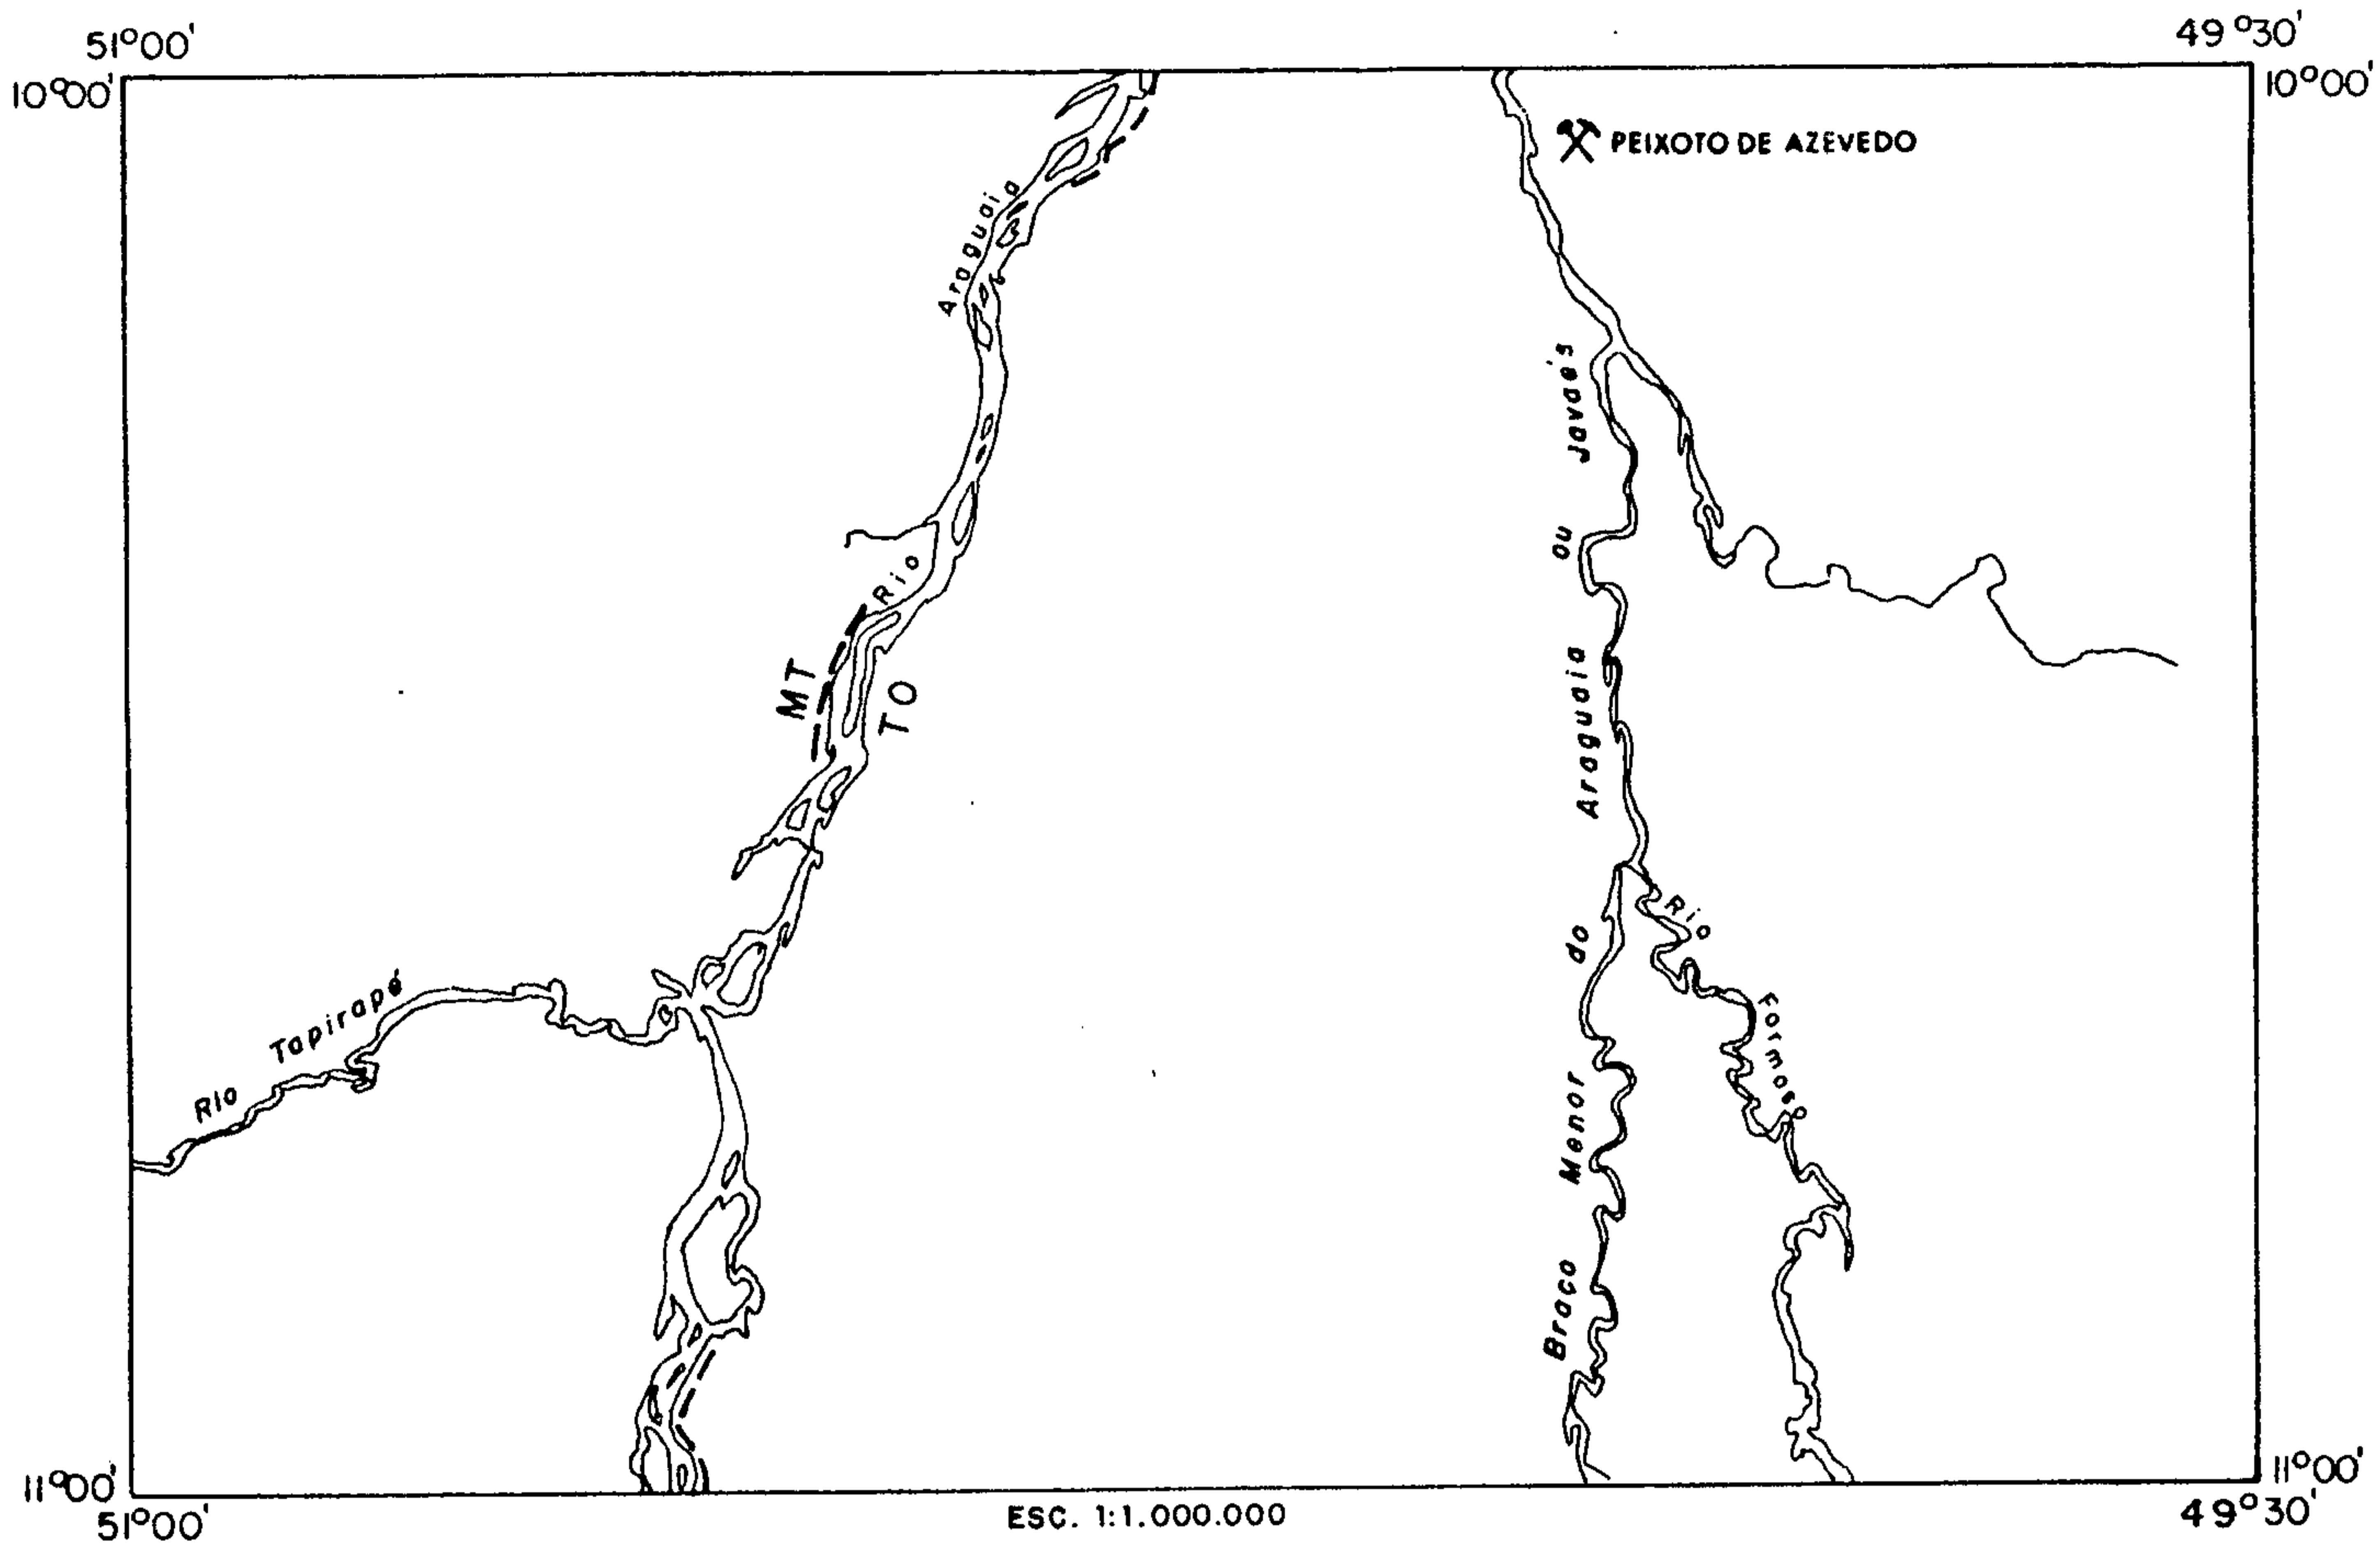 51°00'
49°30'
10°00'
10°00'
PEIXOTO DE AZEVEDO
Rio Araguaia
Braço Menor do Araguaia ou Javaés
MT
TO
Rio Formoso
Rio Tapirapé
11°00'
11°00'
51°00'
ESC. 1:1.000.000
49°30'